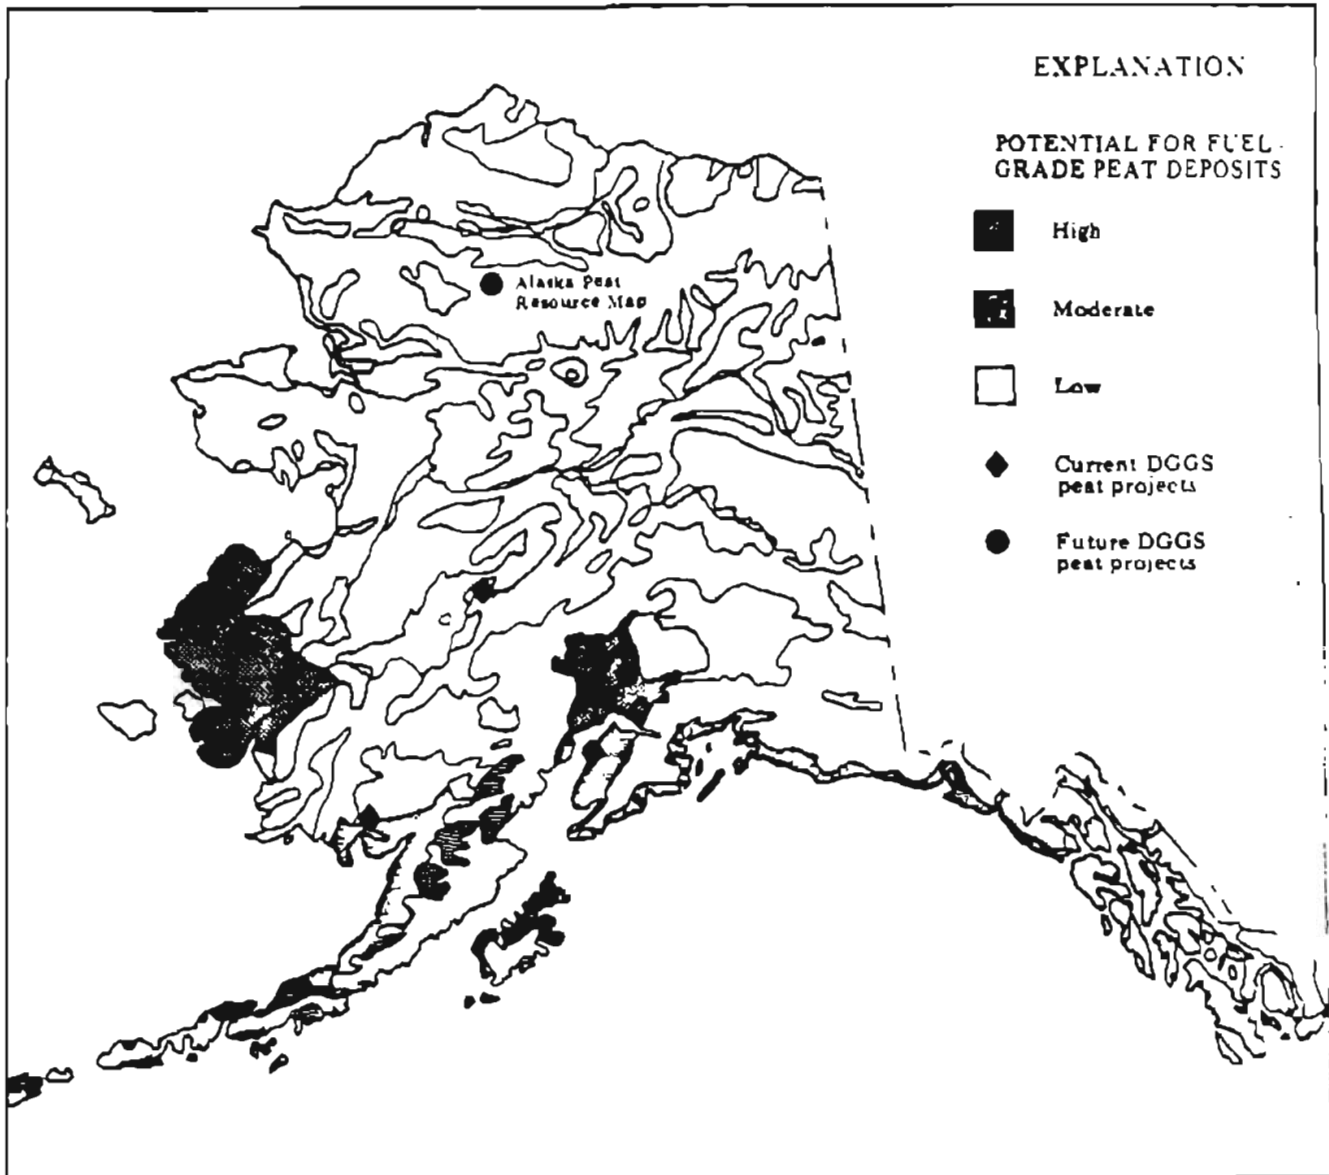 EXPLANATION
POTENTIAL FOR FUEL-
GRADE PEAT DEPOSITS
High
Moderate
Low
Current DGGS
peat projects
Future DGGS
peat projects
Alaska Peat
Resource Map